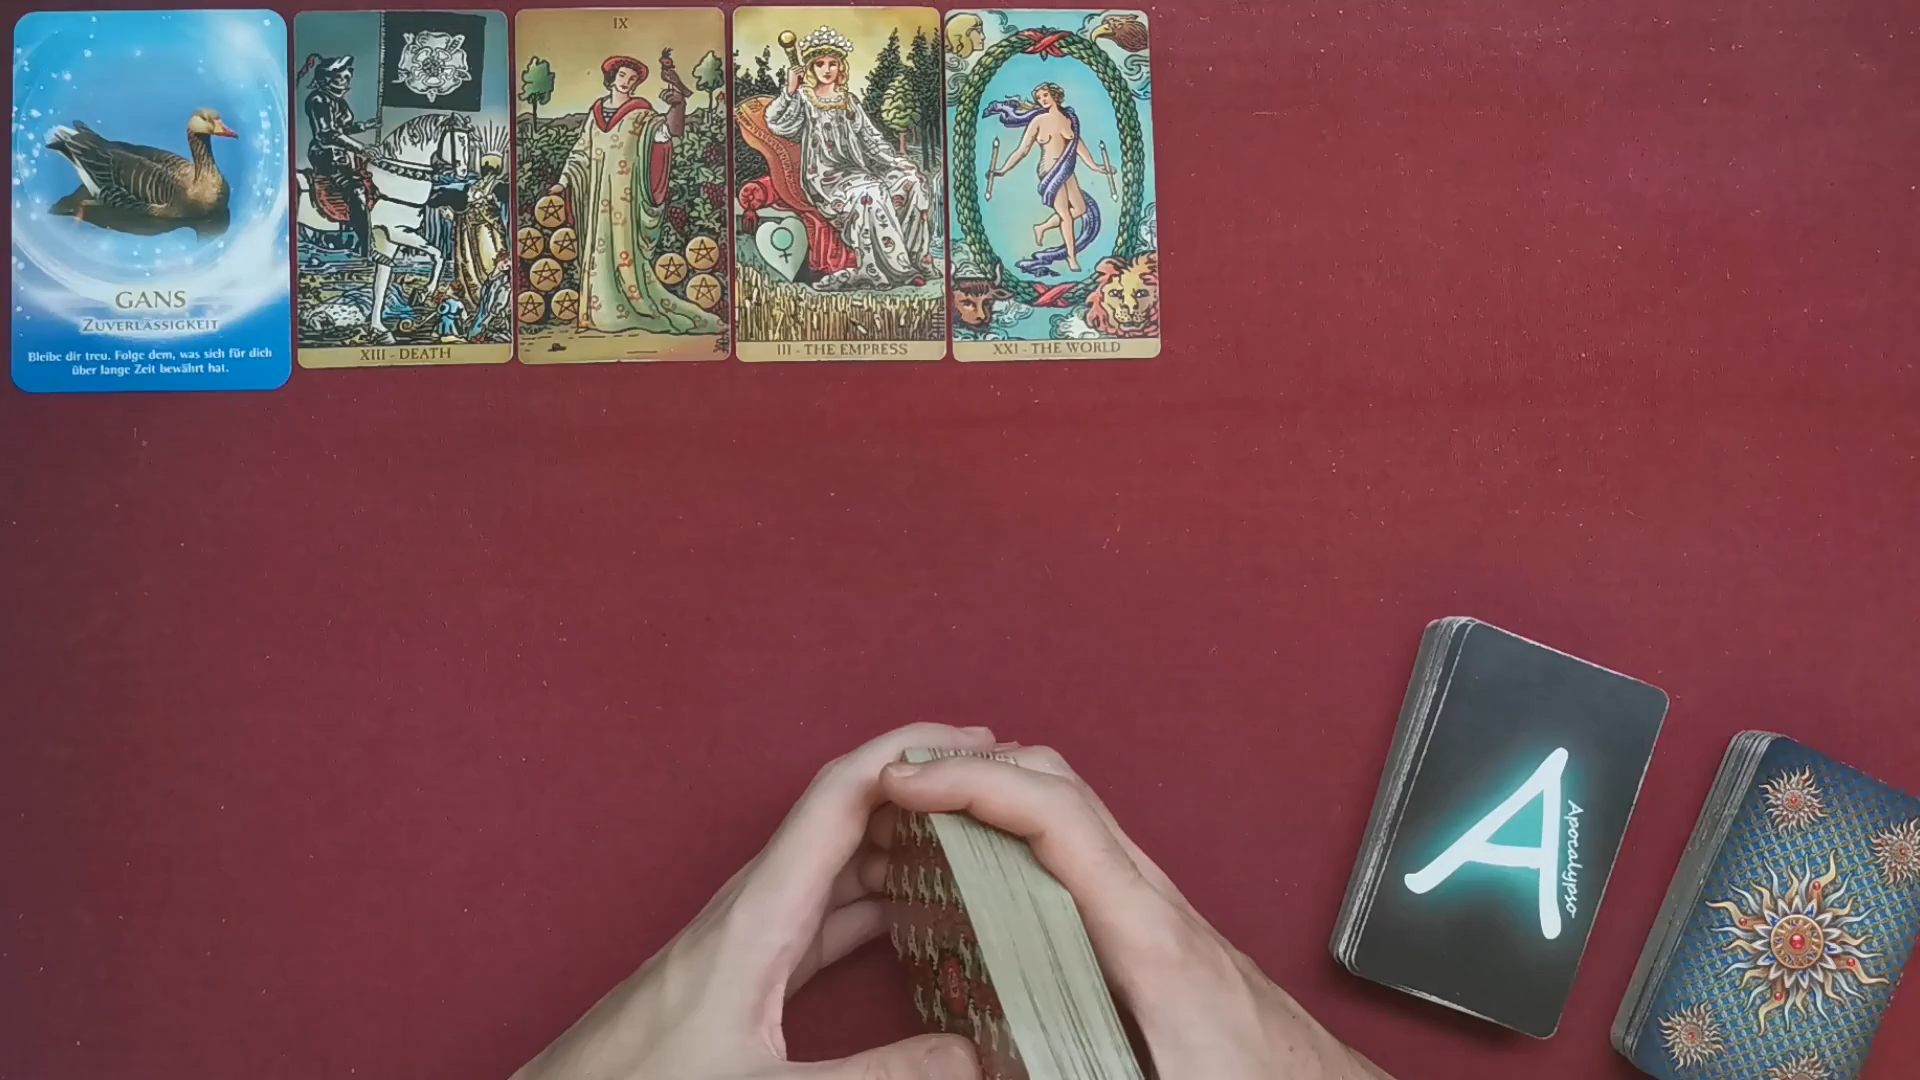 GANS
ZUVERLÄSSIGKEIT
Bleibe dir treu. Folge dem, was sich für dich
über lange Zeit bewährt hat.
XIII - DEATH
IX
III - THE EMPRESS
XXI - THE WORLD
A
Apocalypso